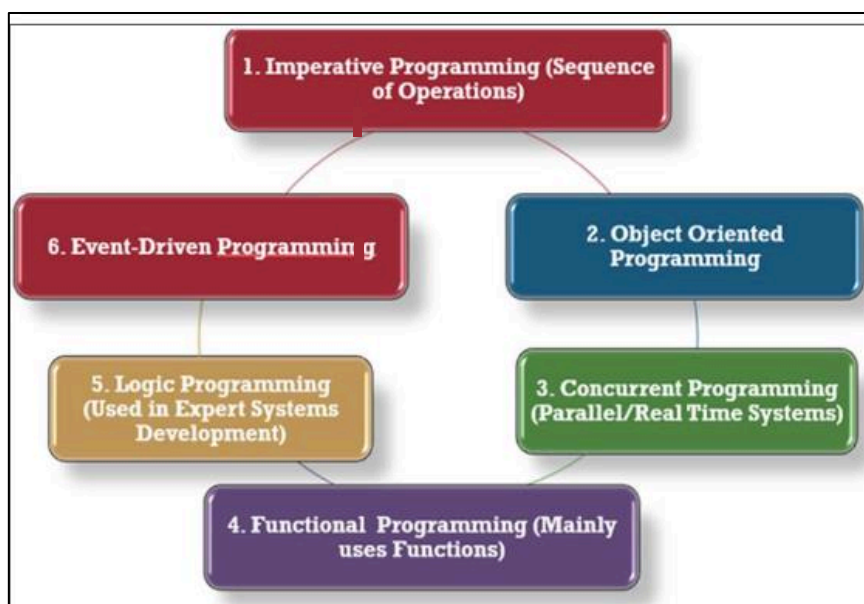 1. Imperative Programming (Sequence
of Operations)
2. Object Oriented
Programming
3. Concurrent Programming
(Parallel/Real Time Systems)
4. Functional Programming (Mainly
uses Functions)
5. Logic Programming
(Used in Expert Systems
Development)
6. Event-Driven Programming